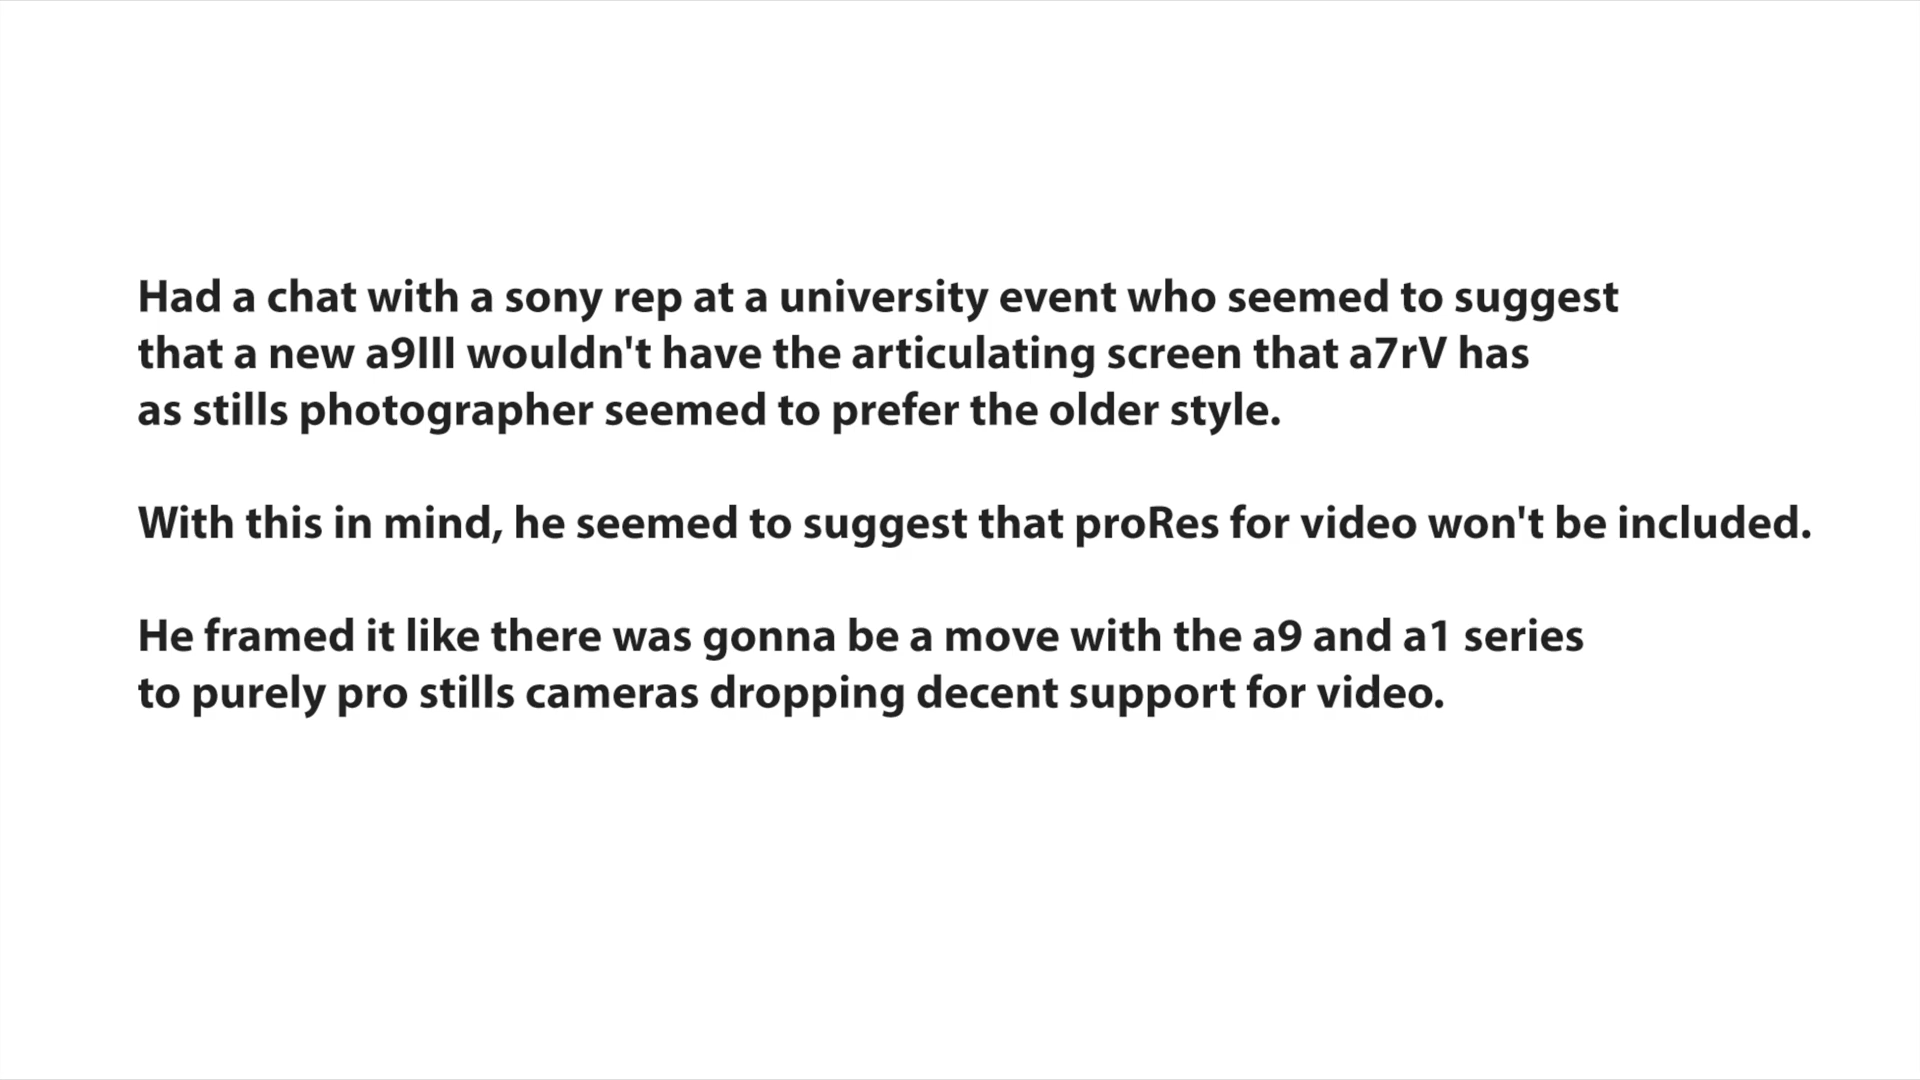 Had a chat with a sony rep at a university event who seemed to suggest
that a new a9III wouldn't have the articulating screen that a7rV has
as stills photographer seemed to prefer the older style.
With this in mind, he seemed to suggest that proRes for video won't be included.
He framed it like there was gonna be a move with the a9 and a1 series
to purely pro stills cameras dropping decent support for video.